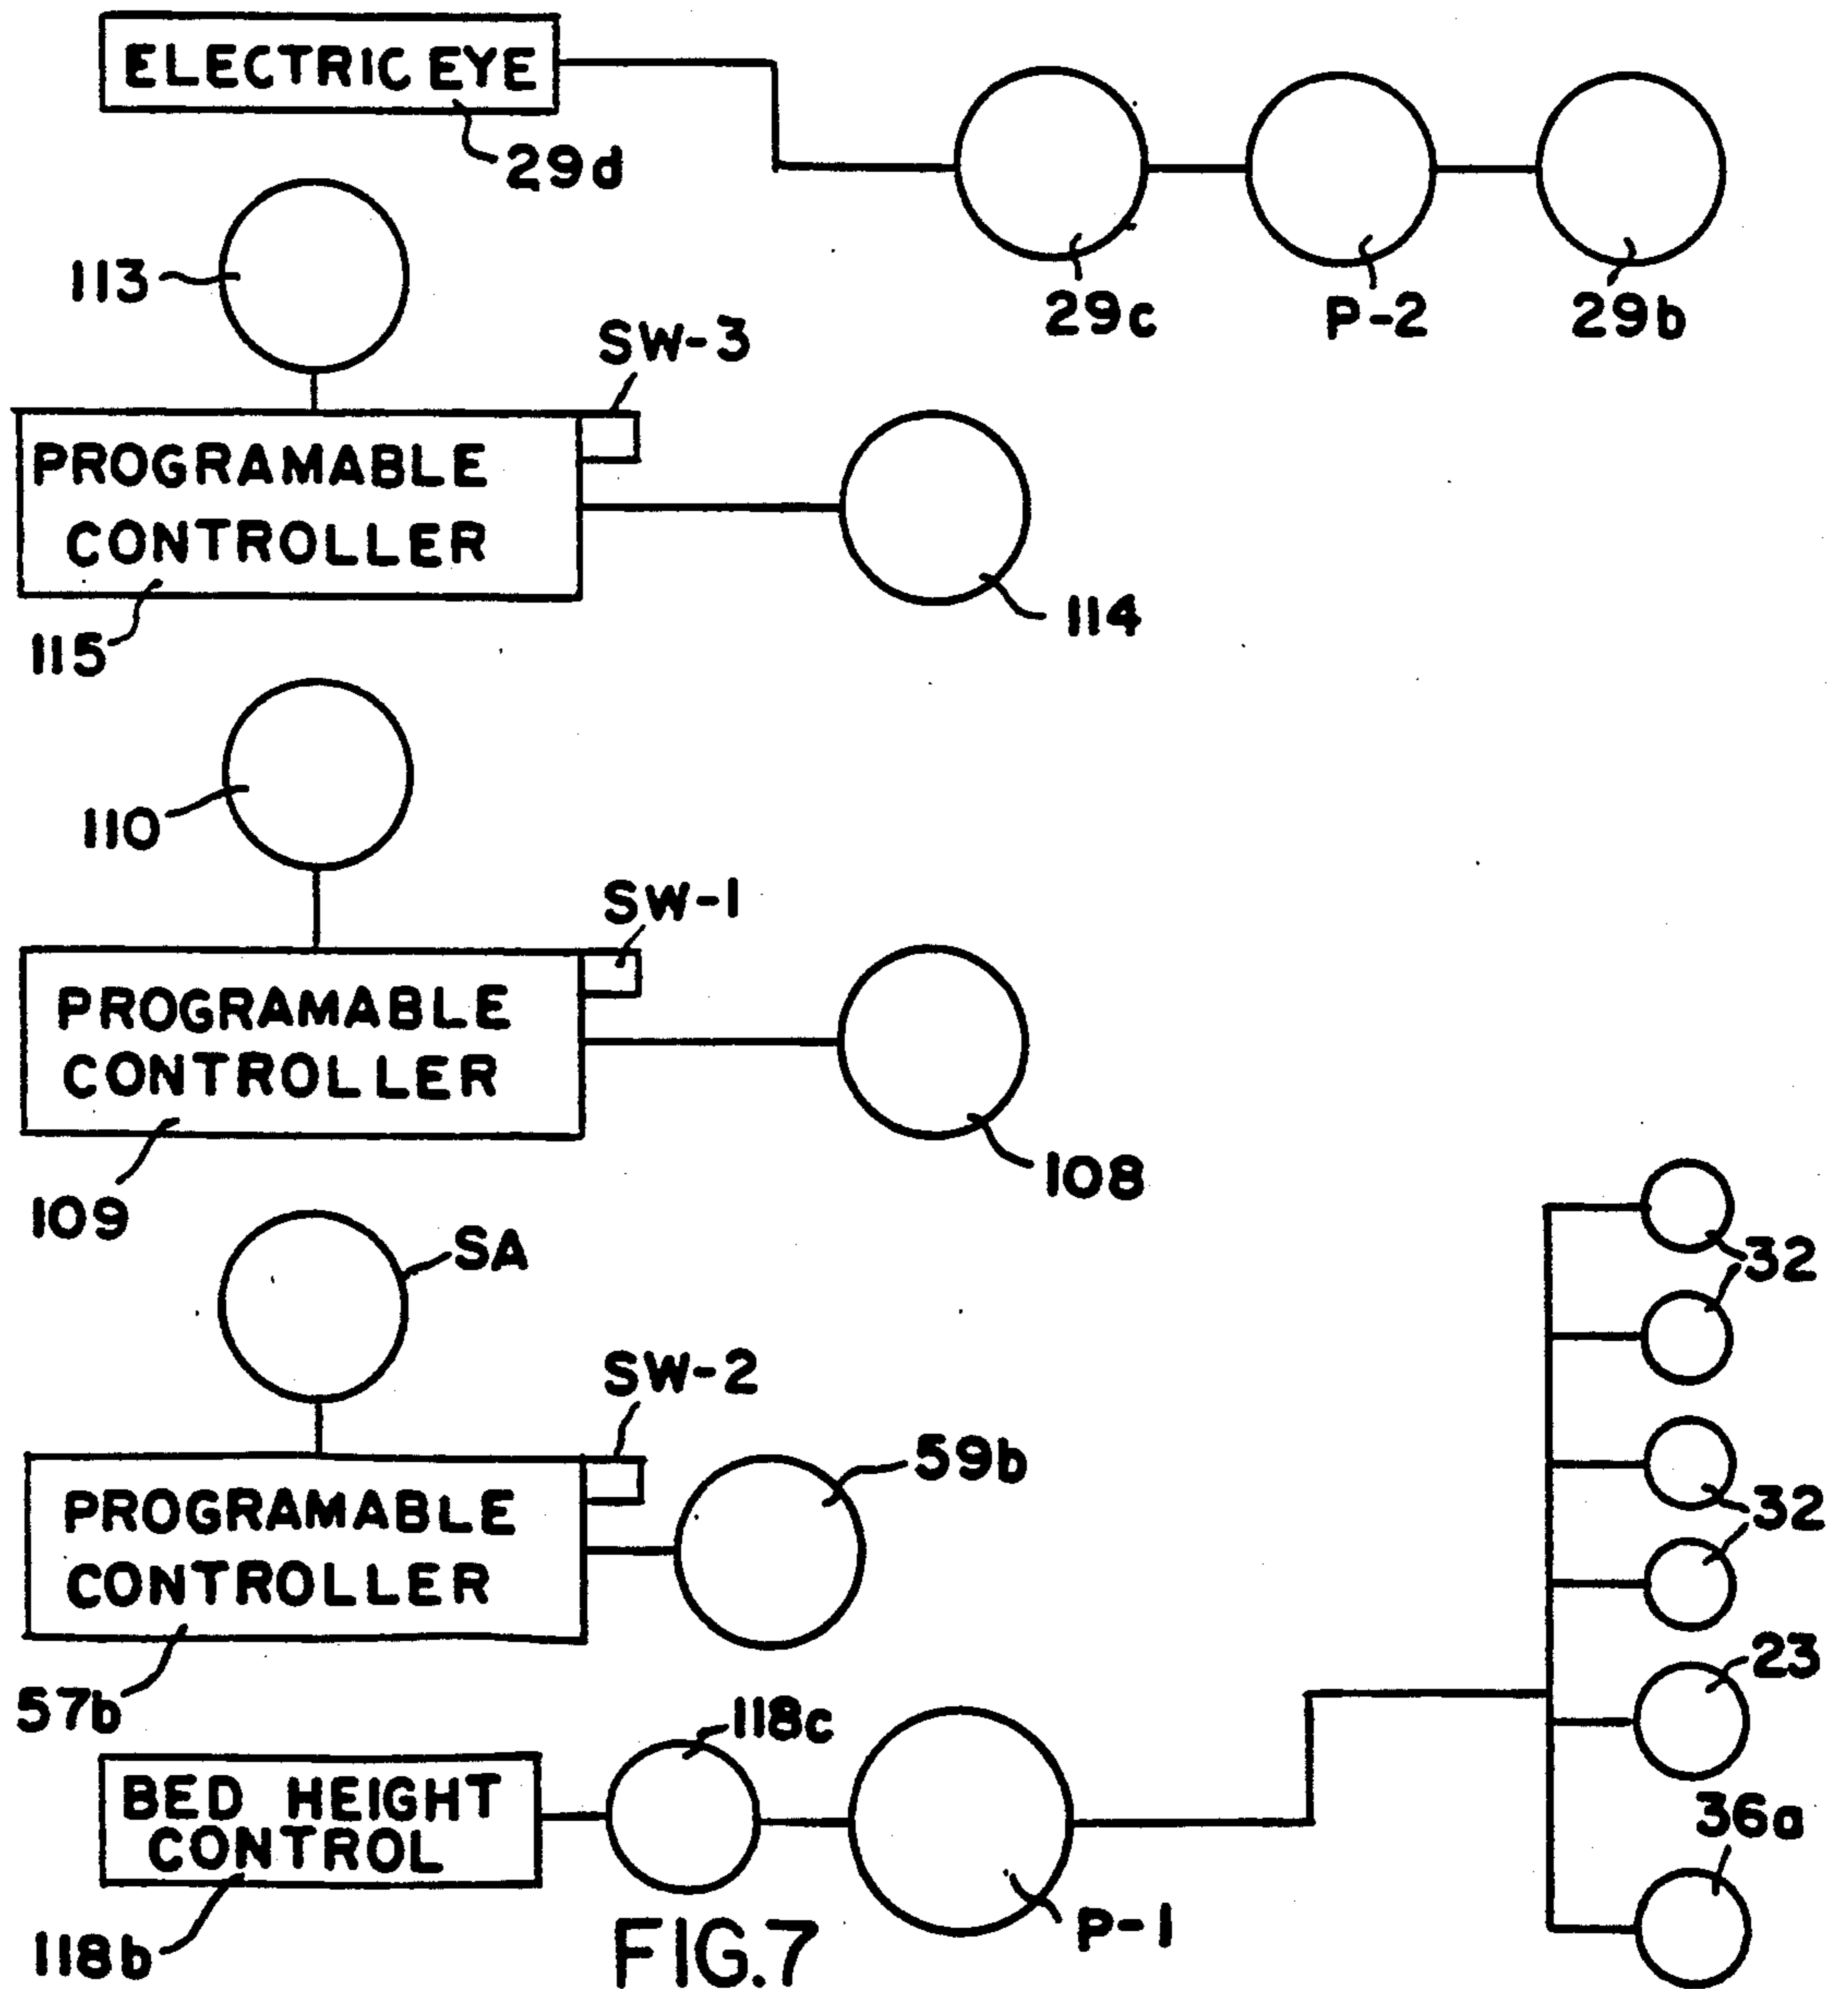 ELECTRIC EYE
29d
29c
P-2
29b
113
SW-3
PROGRAMABLE
CONTROLLER
115
114
110
SW-1
PROGRAMABLE
CONTROLLER
109
108
SA
32
SW-2
59b
PROGRAMABLE
CONTROLLER
32
57b
23
118c
BED HEIGHT
CONTROL
36a
118b
P-1
FIG.7